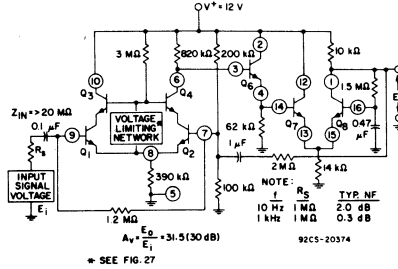 V+ = 12 V
3 MΩ
820 kΩ
200 kΩ
10 kΩ
1.5 MΩ
2
1
10
6
3
12
Q3
Q4
Q6
4
14
16
Q7
Q8
13
15
ZIN => 20 MΩ
0.1 μF
VOLTAGE LIMITING NETWORK*
9
7
RS
Q1
Q2
8
62 kΩ
1 μF
0.47 μF
2 MΩ
14 kΩ
INPUT SIGNAL VOLTAGE
Ei
390 kΩ
5
100 kΩ
1.2 MΩ
NOTE:
f RS TYP. NF
10 Hz 1 MΩ 2.0 dB
1 kHz 1 MΩ 0.3 dB
AV = EO/Ei = 31.5 (30 dB)
92CS-20374
* SEE FIG. 27